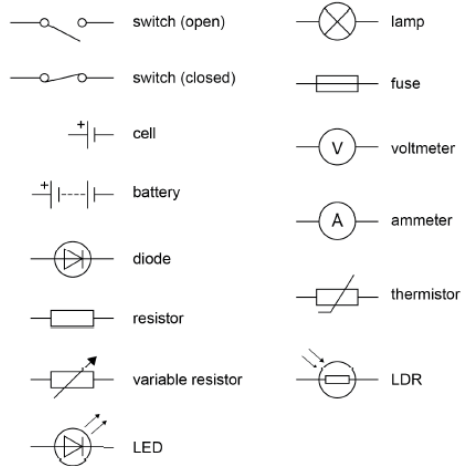 switch (open)
switch (closed)
+
cell
+
battery
diode
resistor
variable resistor
LED
lamp
fuse
V
voltmeter
A
ammeter
thermistor
LDR